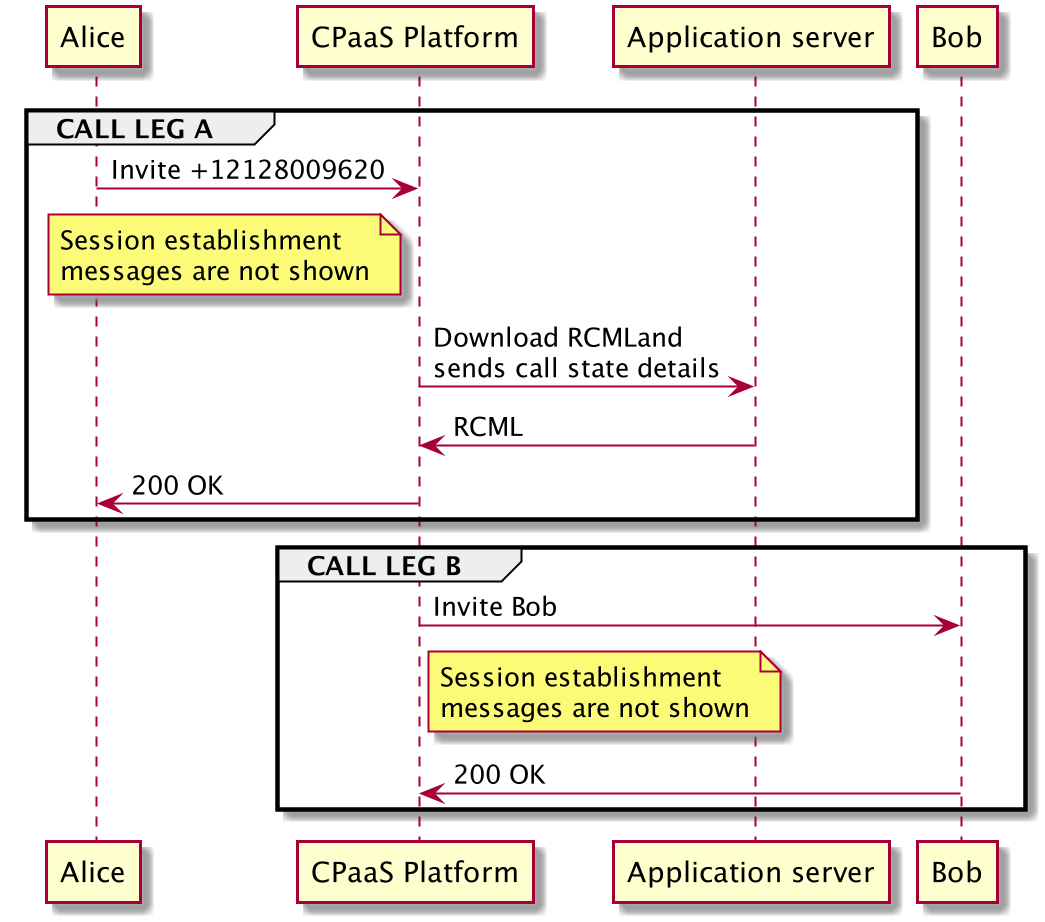 Alice
CPaaS Platform
Application server
Bob
CALL LEG A
Invite +12128009620
Session establishment
messages are not shown
Download RCMLand
sends call state details
RCML
200 OK
CALL LEG B
Invite Bob
Session establishment
messages are not shown
200 OK
Alice
CPaaS Platform
Application server
Bob